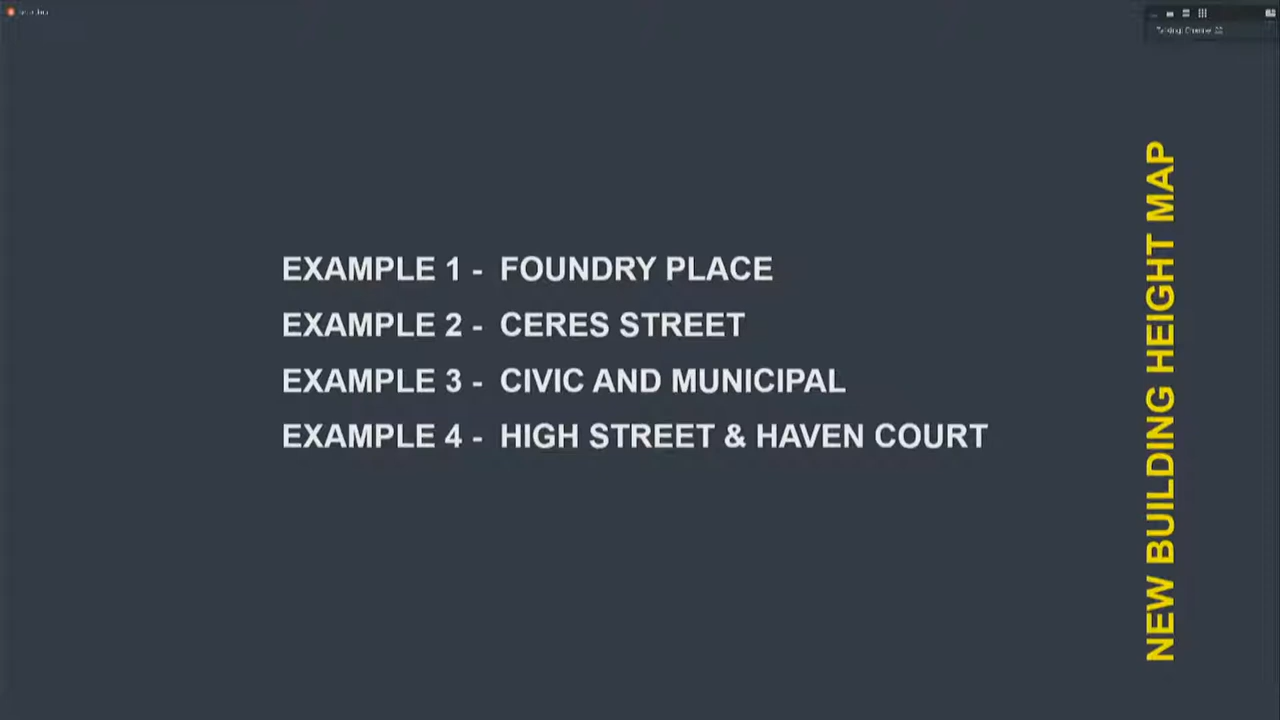 EXAMPLE 1 - FOUNDRY PLACE
EXAMPLE 2 - CERES STREET
EXAMPLE 3 - CIVIC AND MUNICIPAL
EXAMPLE 4 - HIGH STREET & HAVEN COURT
NEW BUILDING HEIGHT MAP